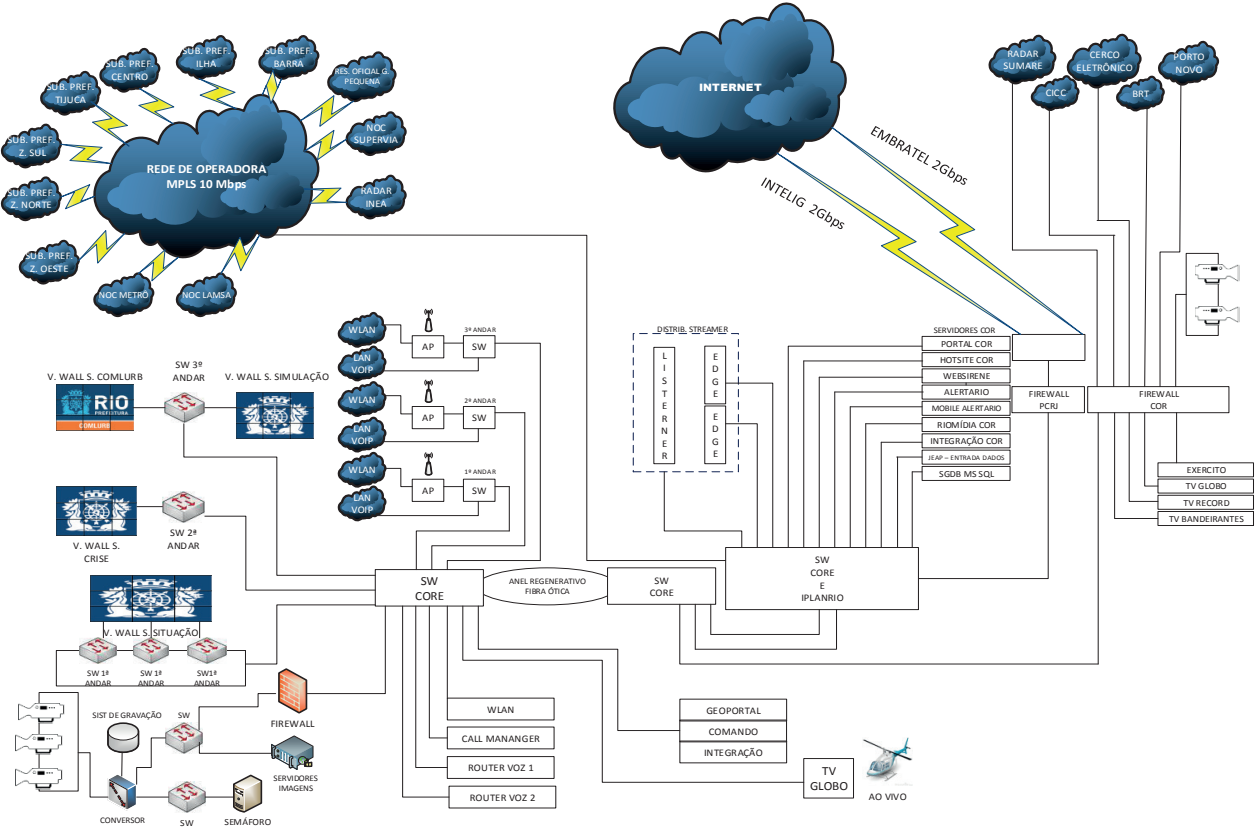 SUB. PREF.
ILHA
SUB. PREF.
BARRA
SUB. PREF.
CENTRO
RES. OFICIAL G.
PEQUENA
SUB. PREF.
TIJUCA
NOC
SUPERVIA
SUB. PREF.
Z. SUL
REDE DE OPERADORA
MPLS 10 Mbps
SUB. PREF.
Z. NORTE
RADAR
INEA
SUB. PREF.
Z. OESTE
NOC METRÔ
NOC LAMSA
INTERNET
EMBRATEL 2Gbps
INTELIG 2Gbps
RADAR
SUMARE
CICC
CERCO
ELETRÔNICO
BRT
PORTO
NOVO
V. WALL S. COMLURB
RIO
PREFEITURA
COMLURB
SW 3º
ANDAR
V. WALL S. SIMULAÇÃO
WLAN
LAN
VOIP
AP
3º ANDAR
SW
WLAN
LAN
VOIP
AP
2º ANDAR
SW
WLAN
LAN
VOIP
AP
1º ANDAR
SW
DISTRIB. STREAMER
LISTERNER
EDGE
EDGE
SERVIDORES COR
PORTAL COR
HOTSITE COR
WEBSIRENE
ALERTARIO
MOBILE ALERTARIO
RIOMÍDIA COR
INTEGRAÇÃO COR
JEAP – ENTRADA DADOS
SGDB MS SQL
FIREWALL
PCRJ
FIREWALL
COR
EXERCITO
TV GLOBO
TV RECORD
TV BANDEIRANTES
V. WALL S.
CRISE
SW 2ª
ANDAR
SW
CORE
ANEL REGENERATIVO
FIBRA ÓTICA
SW
CORE
SW
CORE
E
IPLANRIO
V. WALL S. SITUAÇÃO
SW 1ª
ANDAR
SW 1ª
ANDAR
SW1ª
ANDAR
SIST DE GRAVAÇÃO
SW
FIREWALL
SERVIDORES
IMAGENS
CONVERSOR
SW
SEMÁFORO
WLAN
CALL MANANGER
ROUTER VOZ 1
ROUTER VOZ 2
GEOPORTAL
COMANDO
INTEGRAÇÃO
TV
GLOBO
AO VIVO